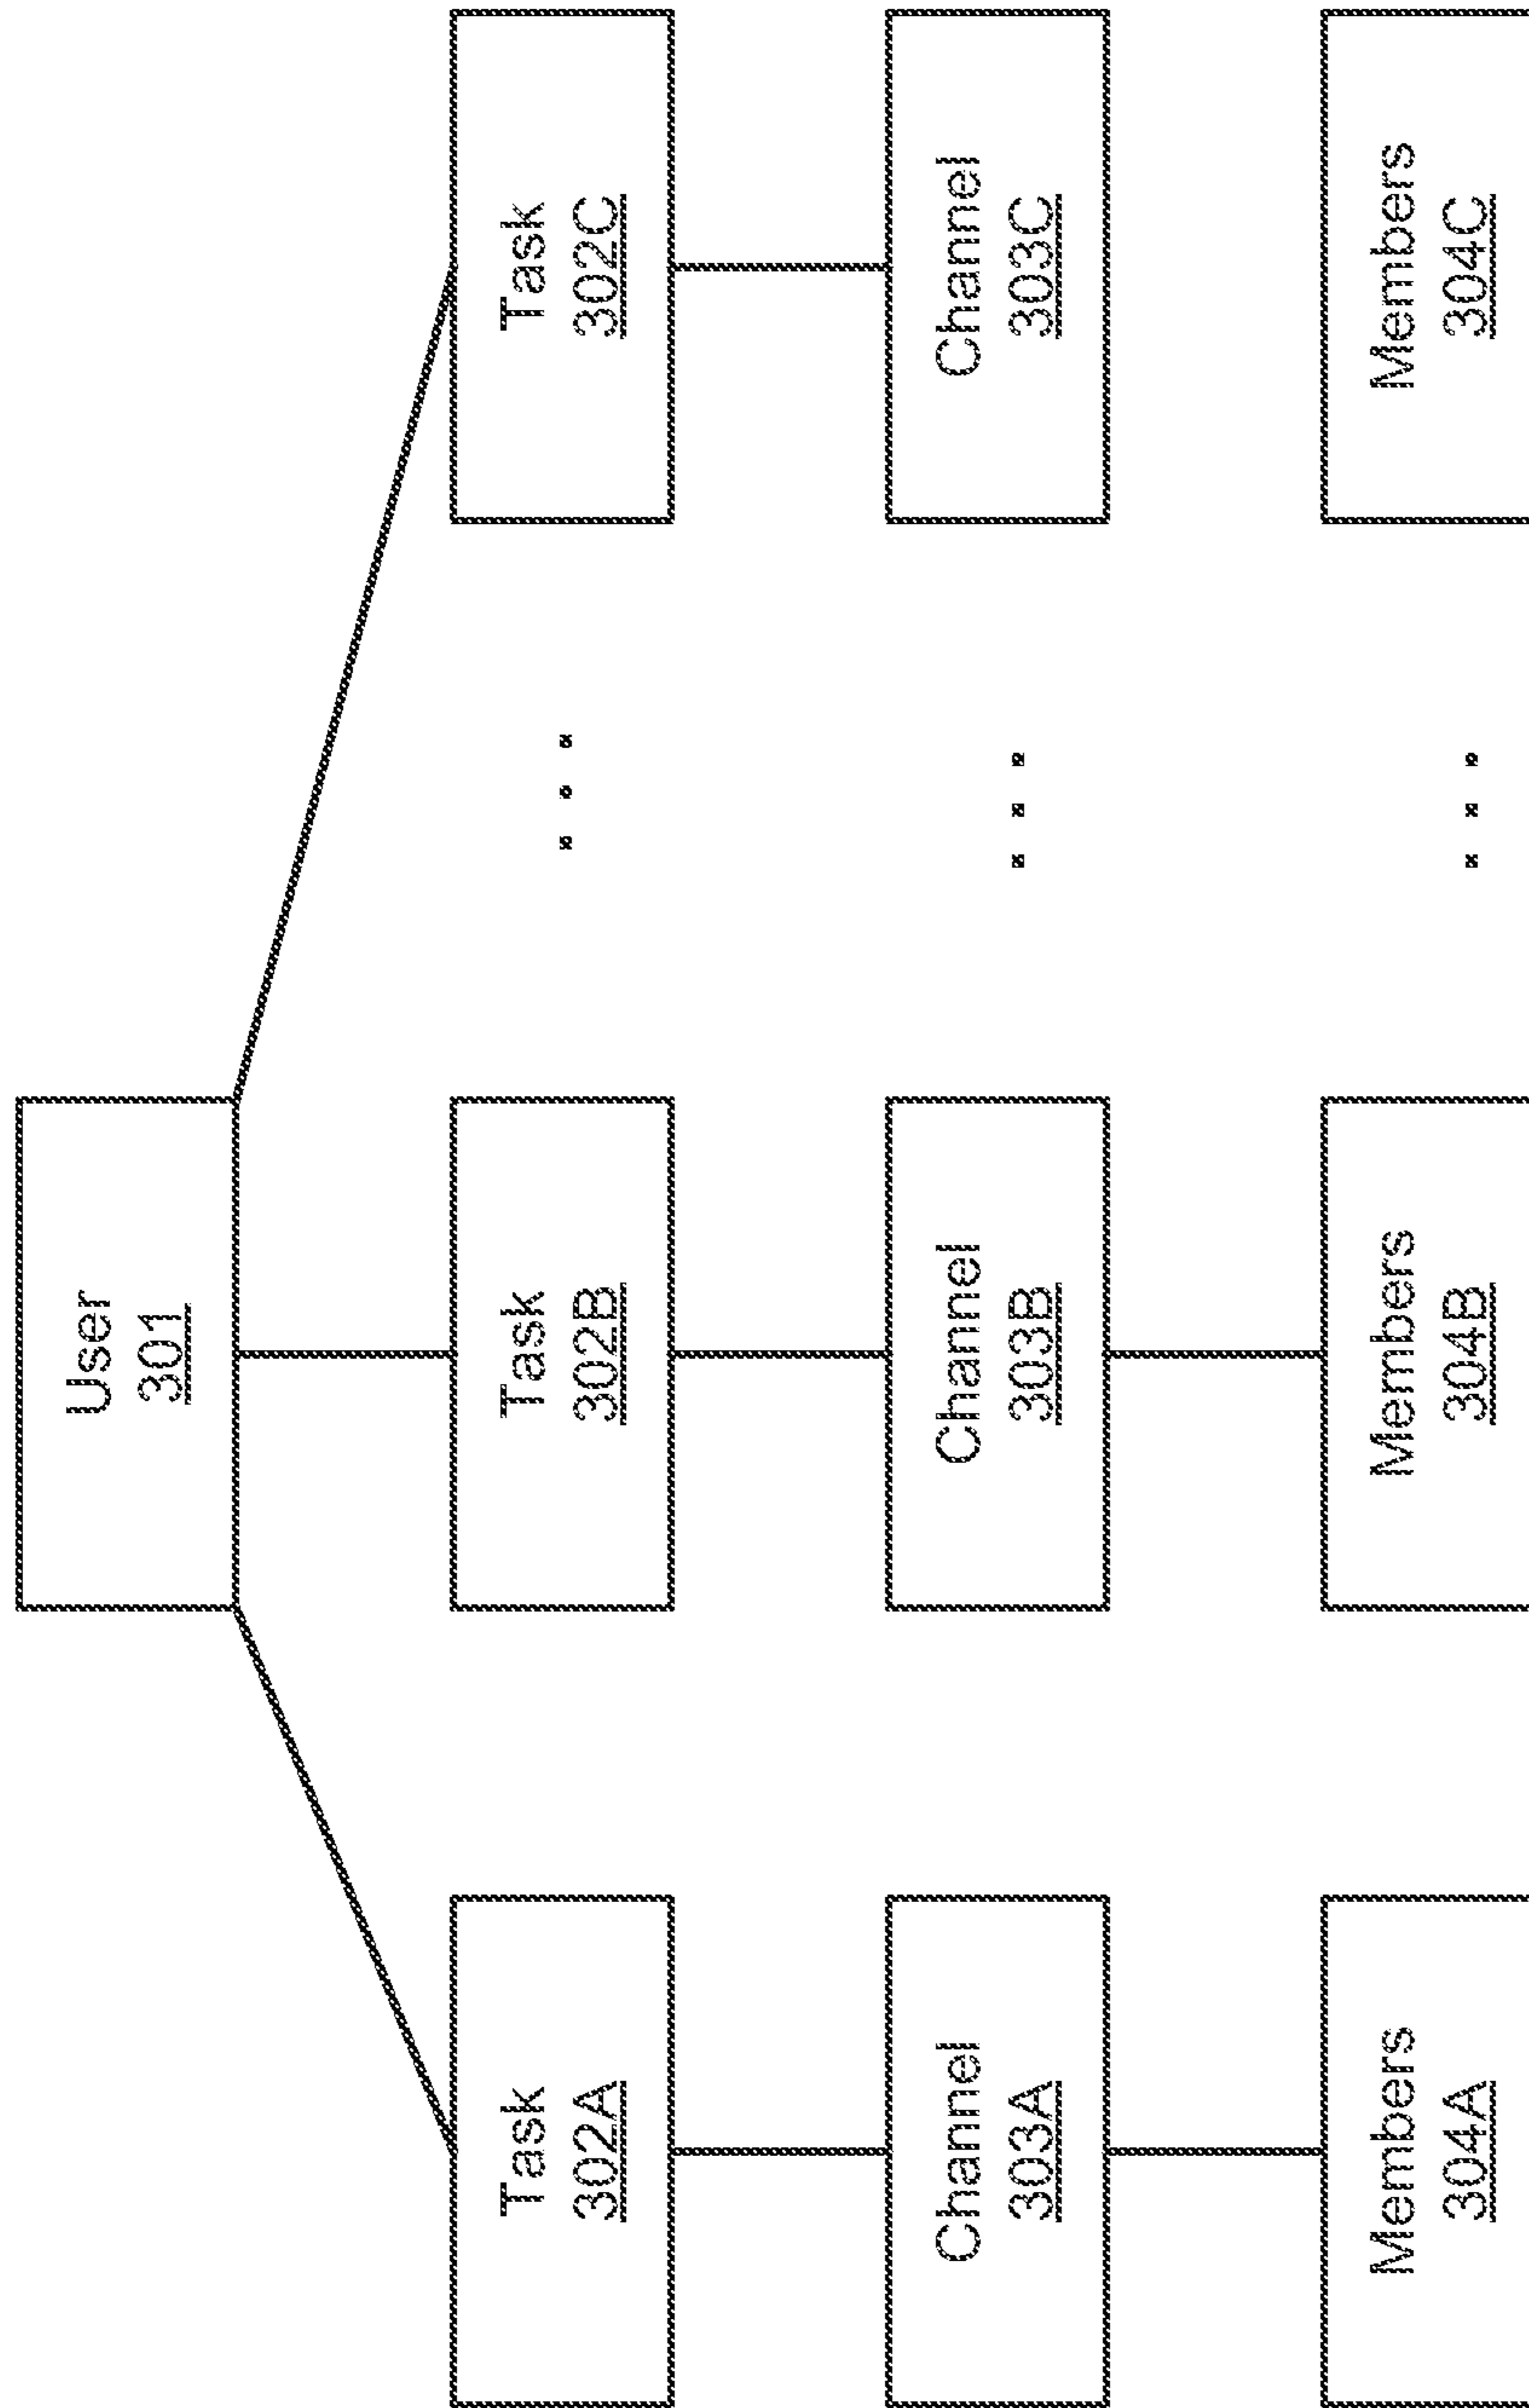 User
301
Task
302A
Task
302B
Task
302C
Channel
303A
Channel
303B
Channel
303C
Members
304A
Members
304B
Members
304C